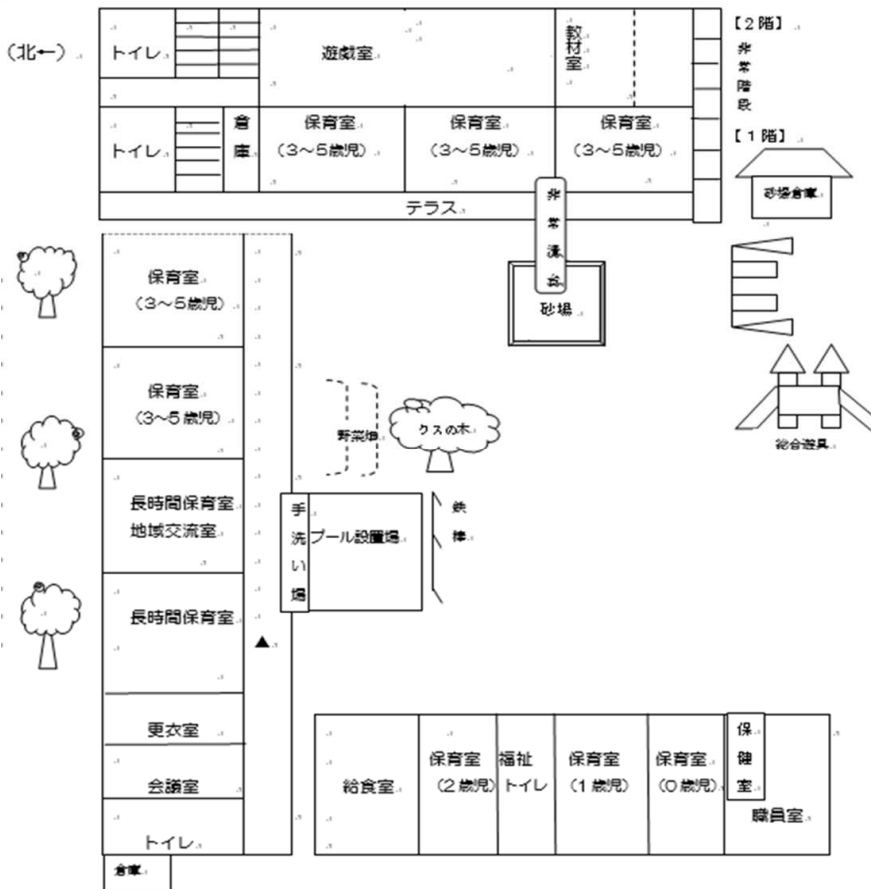 (北←)
トイレ
遊戯室
教材室
【2階】
非常階段
【1階】
トイレ
倉庫
保育室
(3～5歳児)
保育室
(3～5歳児)
保育室
(3～5歳児)
テラス
非常滑台
砂場倉庫
砂場
保育室
(3～5歳児)
保育室
(3～5歳児)
野菜畑
クスの木
総合遊具
長時間保育室
地域交流室
手洗い場
プール設置場
鉄棒
長時間保育室
▲
更衣室
会議室
トイレ
倉庫
給食室
保育室
(2歳児)
福祉
トイレ
保育室
(1歳児)
保育室
(0歳児)
保健室
職員室